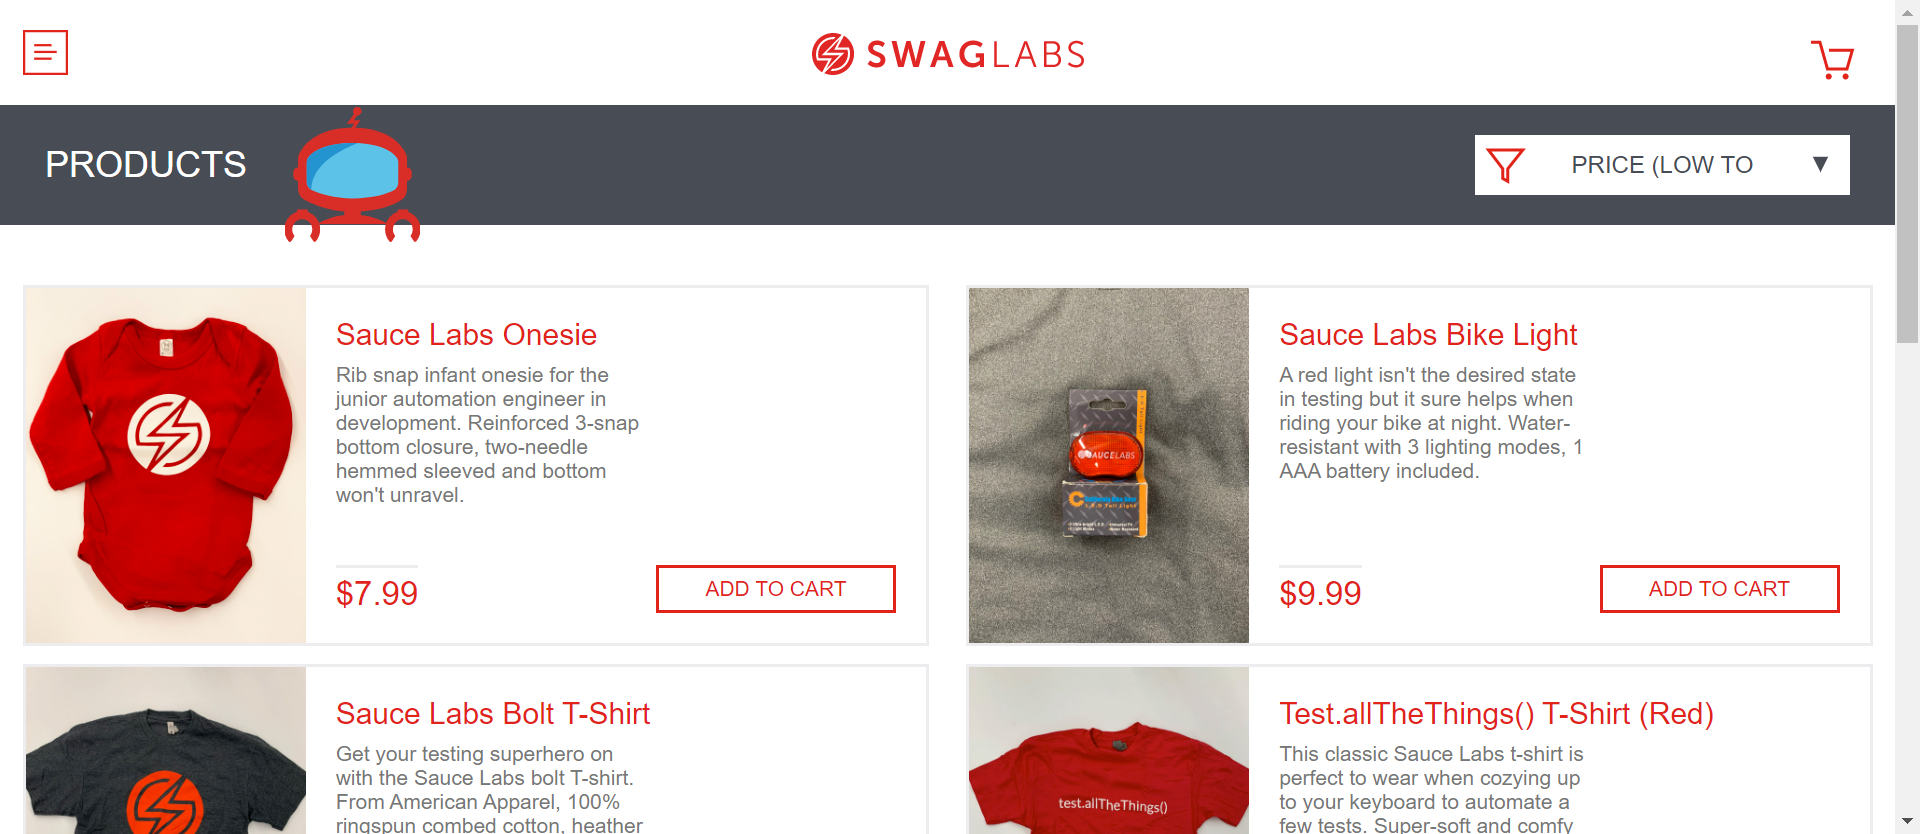 SWAGLABS
PRODUCTS
PRICE (LOW TO
Sauce Labs Onesie
Rib snap infant onesie for the
junior automation engineer in
development. Reinforced 3-snap
bottom closure, two-needle
hemmed sleeved and bottom
won't unravel.
$7.99
ADD TO CART
SAUCELABS
Sauce Labs Bike Light
A red light isn't the desired state
in testing but it sure helps when
riding your bike at night. Water-
resistant with 3 lighting modes, 1
AAA battery included.
$9.99
ADD TO CART
Sauce Labs Bolt T-Shirt
Get your testing superhero on
with the Sauce Labs bolt T-shirt.
From American Apparel, 100%
ringspun combed cotton, heather
test.allTheThings()
Test.allTheThings() T-Shirt (Red)
This classic Sauce Labs t-shirt is
perfect to wear when cozying up
to your keyboard to automate a
few tests. Super-soft and comfy